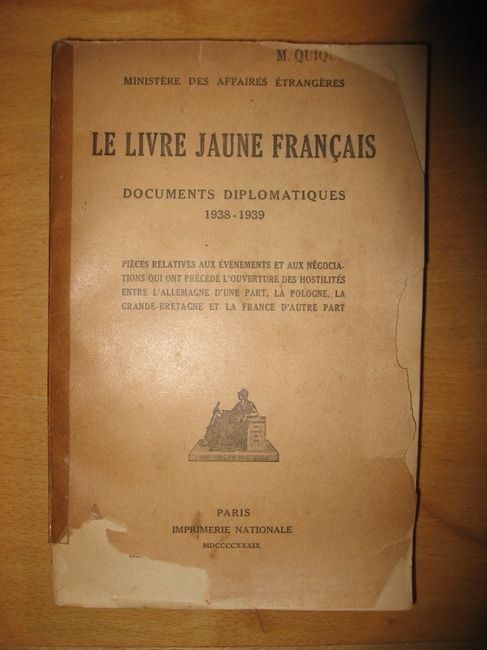 M. QUIQU
MINISTÈRE DES AFFAIRES ÉTRANGÈRES
LE LIVRE JAUNE FRANÇAIS
DOCUMENTS DIPLOMATIQUES
1938-1939
PIÈCES RELATIVES AUX ÉVÉNEMENTS ET AUX NÉGOCIA-
TIONS QUI ONT PRÉCÉDÉ L'OUVERTURE DES HOSTILITÉS
ENTRE L'ALLEMAGNE D'UNE PART, LA POLOGNE, LA
GRANDE-BRETAGNE ET LA FRANCE D'AUTRE PART
PARIS
IMPRIMERIE NATIONALE
MDCCCCXXXIX